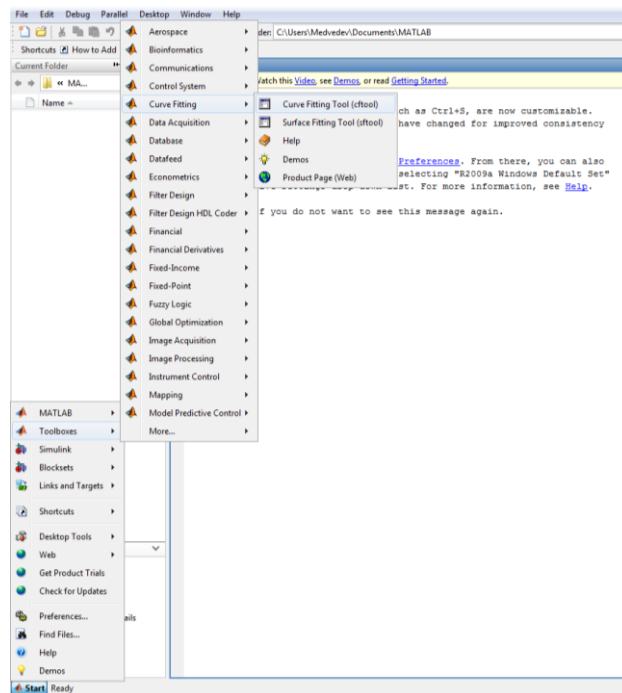 File Edit Debug Parallel Desktop Window Help
der: C:\Users\Medvedev\Documents\MATLAB
Shortcuts How to Add
Current Folder
« MA...
Name
Watch this Video, see Demos, or read Getting Started.
ch as Ctrl+S, are now customizable.
have changed for improved consistency
Preferences. From there, you can also
selecting "R2009a Windows Default Set"
For more information, see Help.
f you do not want to see this message again.
Aerospace
Bioinformatics
Communications
Control System
Curve Fitting
Data Acquisition
Database
Datafeed
Econometrics
Filter Design
Filter Design HDL Coder
Financial
Financial Derivatives
Fixed-Income
Fixed-Point
Fuzzy Logic
Global Optimization
Image Acquisition
Image Processing
Instrument Control
Mapping
Model Predictive Control
More...
Curve Fitting Tool (cftool)
Surface Fitting Tool (sftool)
Help
Demos
Product Page (Web)
MATLAB
Toolboxes
Simulink
Blocksets
Links and Targets
Shortcuts
Desktop Tools
Web
Get Product Trials
Check for Updates
Preferences...
Find Files...
Help
Demos
ails
Start Ready